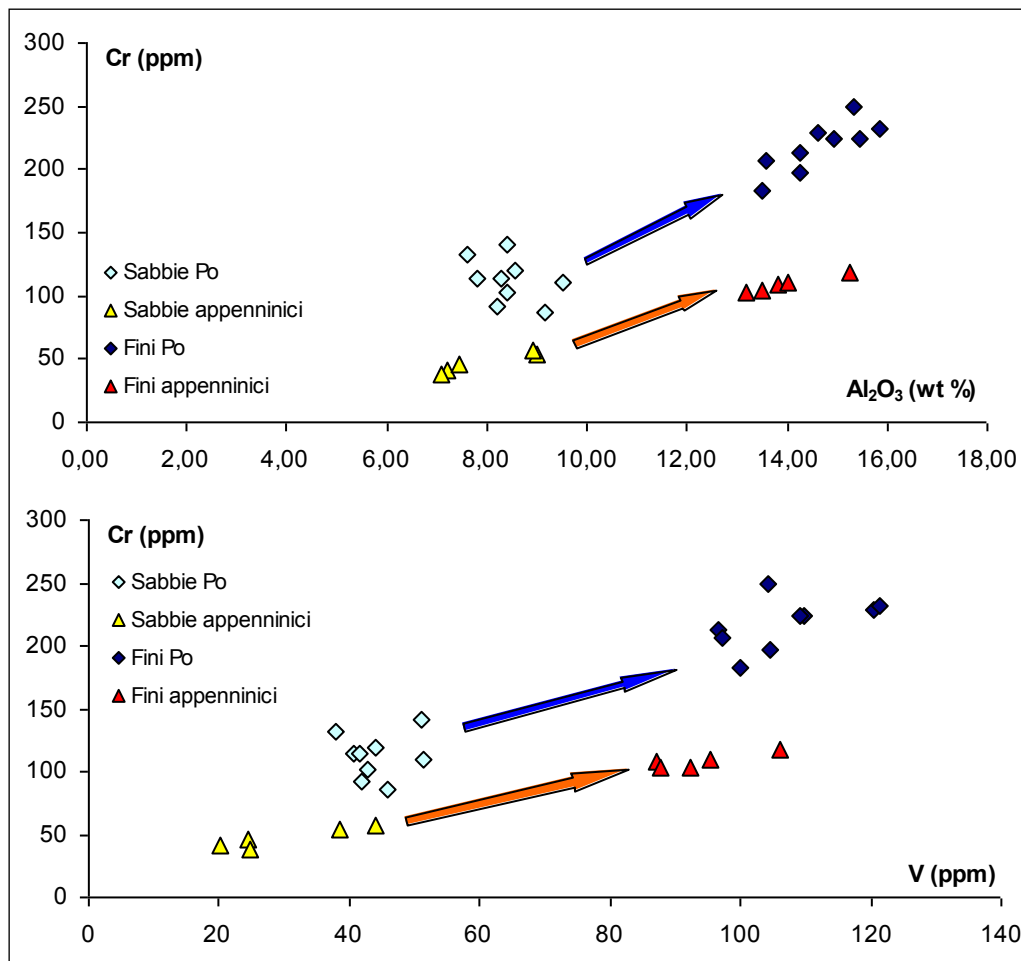 Cr (ppm)
300
250
200
150
100
50
0
Sabbie Po
Sabbie appenninici
Fini Po
Fini appenninici
Al₂O₃ (wt %)
0,00 2,00 4,00 6,00 8,00 10,00 12,00 14,00 16,00 18,00
Cr (ppm)
300
250
200
150
100
50
0
Sabbie Po
Sabbie appenninici
Fini Po
Fini appenninici
V (ppm)
0 20 40 60 80 100 120 140